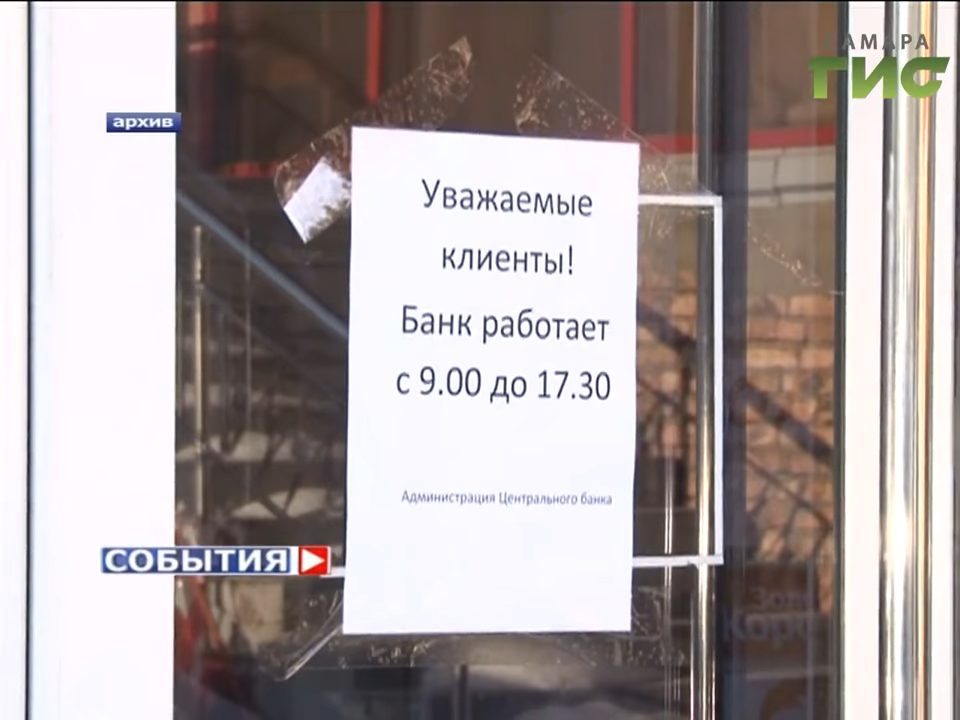 САМАРА
ГИС
архив
Уважаемые
клиенты!
Банк работает
с 9.00 до 17.30
Администрация Центрального банка
СОБЫТИЯ